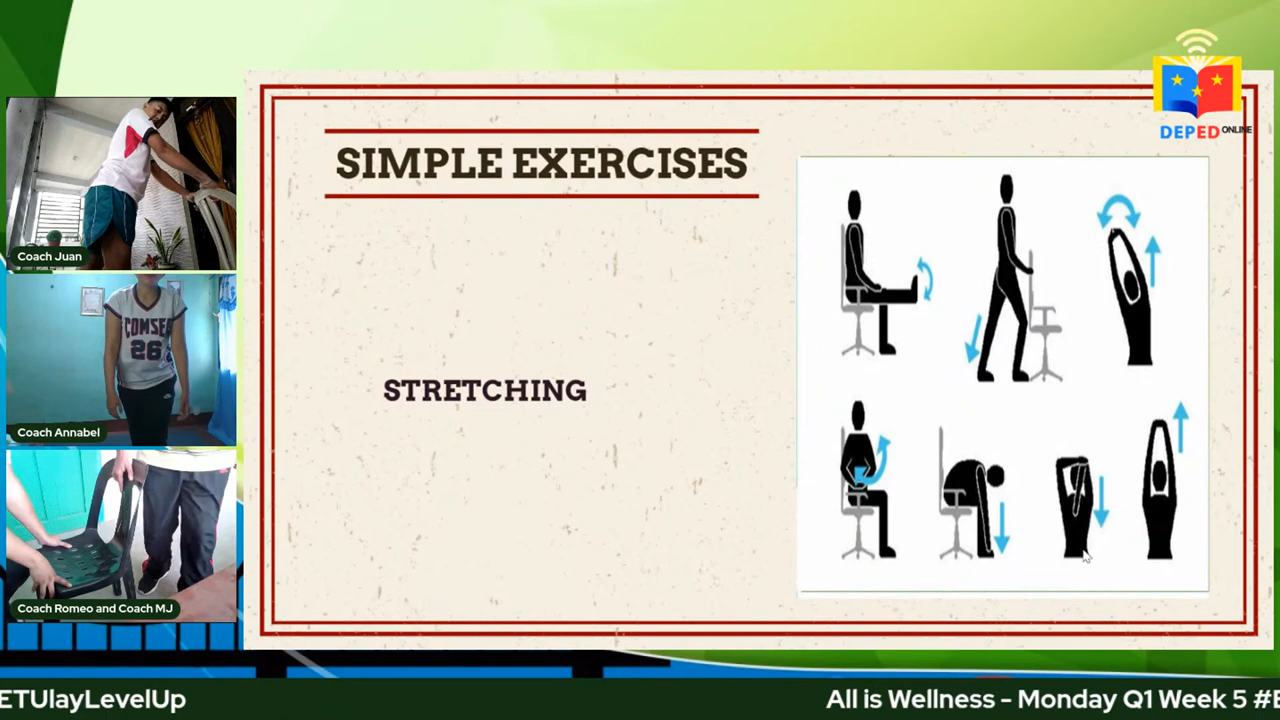 DEPED ONLINE
SIMPLE EXERCISES
STRETCHING
Coach Juan
COMSE
26
Coach Annabel
Coach Romeo and Coach MJ
ETUlayLevelUp
All is Wellness - Monday Q1 Week 5 #E